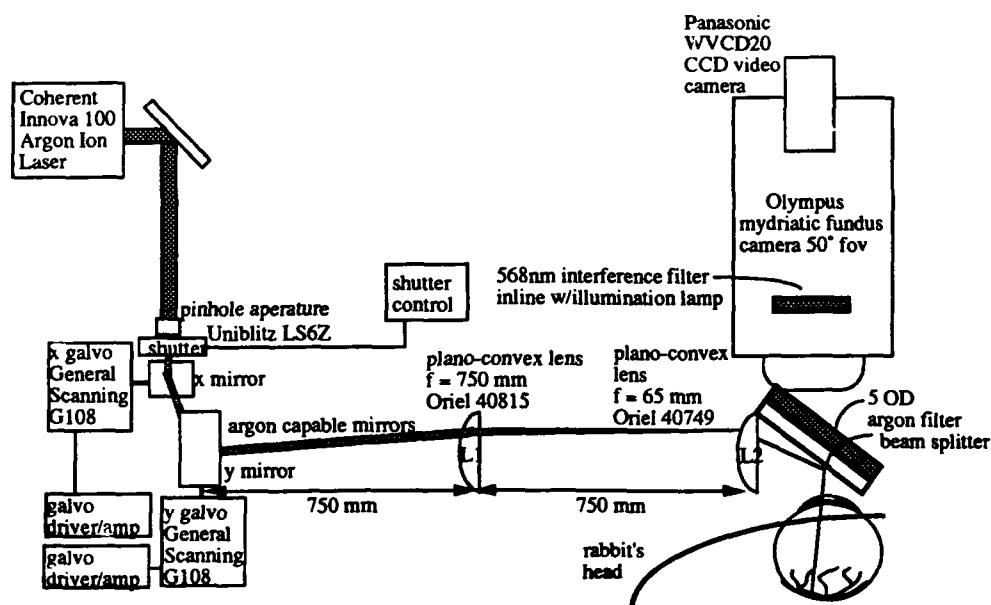 Panasonic
WVCD20
CCD video
camera
Coherent
Innova 100
Argon Ion
Laser
Olympus
mydriatic fundus
camera 50° fov
568nm interference filter
inline w/illumination lamp
shutter
control
pinhole aperature
Uniblitz LS6Z
shutter
x galvo
General
Scanning
G108
x mirror
plano-convex lens
f = 750 mm
Oriel 40815
plano-convex
lens
f = 65 mm
Oriel 40749
5 OD
argon filter
beam splitter
argon capable mirrors
L1
L2
y mirror
750 mm
750 mm
galvo
driver/amp
y galvo
General
Scanning
G108
galvo
driver/amp
rabbit's
head